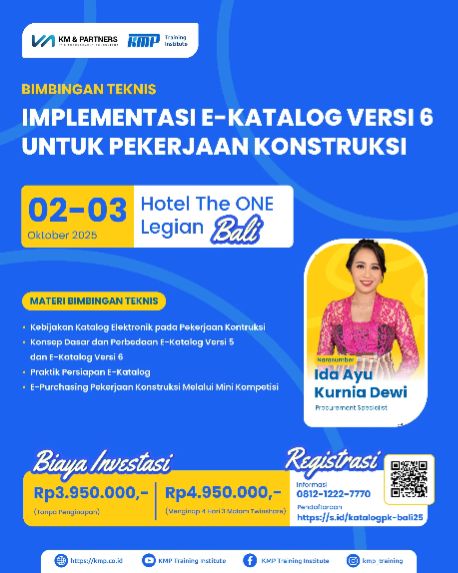 KM & PARTNERS
KMP Training Institute
BIMBINGAN TEKNIS
IMPLEMENTASI E-KATALOG VERSI 6
UNTUK PEKERJAAN KONSTRUKSI
02-03
Oktober 2025
Hotel The ONE
Legian Bali
MATERI BIMBINGAN TEKNIS
• Kebijakan Katalog Elektronik pada Pekerjaan Kontruksi
• Konsep Dasar dan Perbedaan E-Katalog Versi 5
dan E-Katalog Versi 6
• Praktik Persiapan E-Katalog
• E-Purchasing Pekerjaan Konstruksi Melalui Mini Kompetisi
Narasumber
Ida Ayu
Kurnia Dewi
Procurement Specialist
Biaya Investasi
Rp3.950.000,-
(Tanpa Penginapan)
Rp4.950.000,-
(Menginap 4 Hari 3 Malam Twinshare)
Registrasi
Informasi
0812-1222-7770
Pendaftaran
https://s.id/katalogpk-bali25
https://kmp.co.id
KMP Training Institute
KMP Training Institute
kmp_training